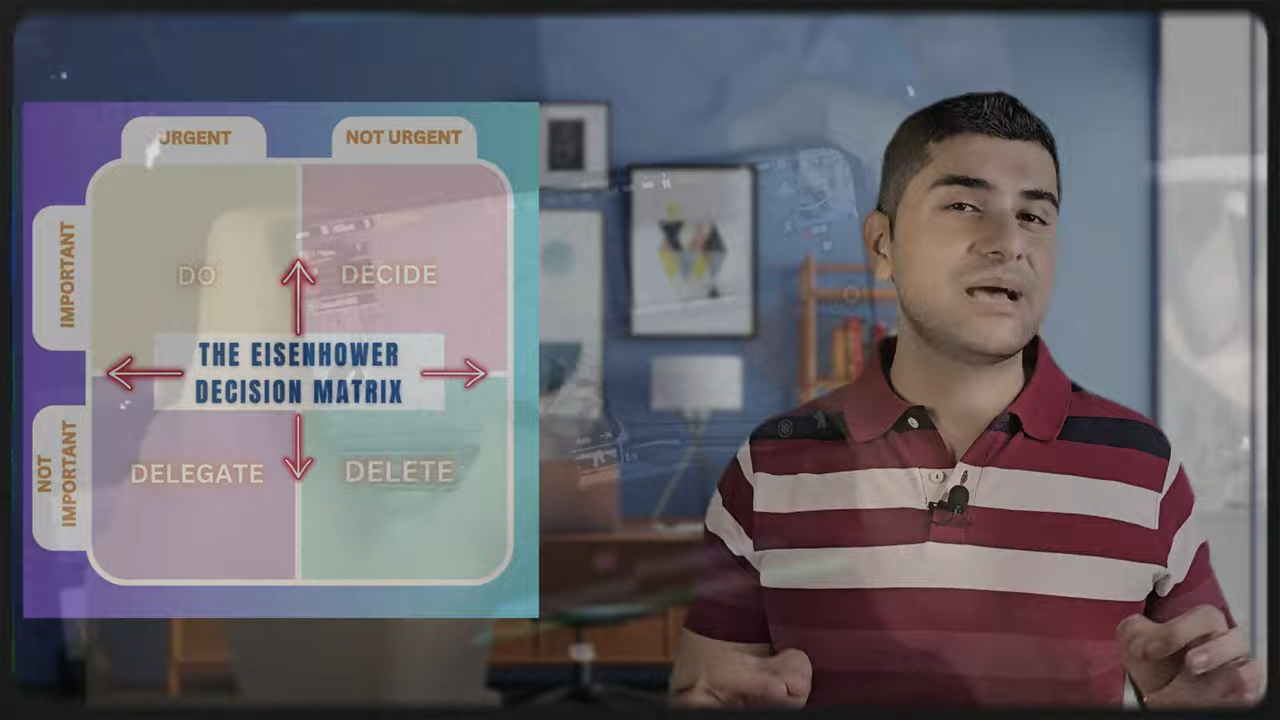 URGENT
NOT URGENT
IMPORTANT
DO
DECIDE
THE EISENHOWER
DECISION MATRIX
NOT
IMPORTANT
DELEGATE
DELETE